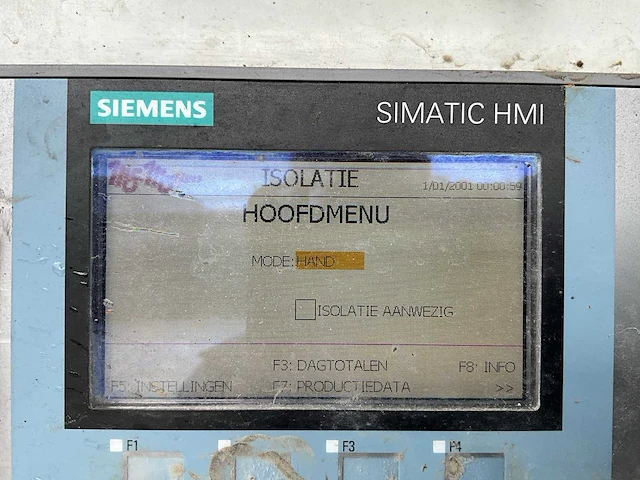 SIEMENS
SIMATIC HMI
ISOLATIE
1/01/2001 00:00:59
HOOFDMENU
MODE: HAND
ISOLATIE AANWEZIG
F3: DAGTOTALEN F8: INFO
F5: INSTELLINGEN F7: PRODUCTIEDATA >>
F1 F3 F4